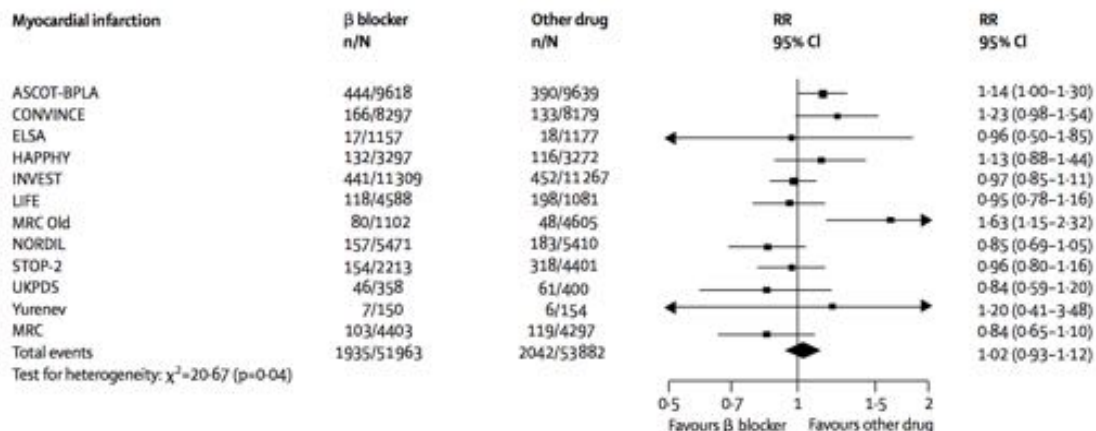 Myocardial infarction β blocker n/N Other drug n/N RR 95% CI RR 95% CI
ASCOT-BPLA 444/9618 390/9639 1·14 (1·00–1·30)
CONVINCE 166/8297 133/8179 1·23 (0·98–1·54)
ELSA 17/1157 18/1177 0·96 (0·50–1·85)
HAPPHY 132/3297 116/3272 1·13 (0·88–1·44)
INVEST 441/11309 452/11267 0·97 (0·85–1·11)
LIFE 118/4588 198/1081 0·95 (0·78–1·16)
MRC Old 80/1102 48/4605 1·63 (1·15–2·32)
NORDIL 157/5471 183/5410 0·85 (0·69–1·05)
STOP-2 154/2213 318/4401 0·96 (0·80–1·16)
UKPDS 46/358 61/400 0·84 (0·59–1·20)
Yurenev 7/150 6/154 1·20 (0·41–3·48)
MRC 103/4403 119/4297 0·84 (0·65–1·10)
Total events 1935/51963 2042/53882 1·02 (0·93–1·12)
Test for heterogeneity: χ²=20·67 (p=0·04)
0·5 0·7 1 1·5 2
Favours β blocker Favours other drug